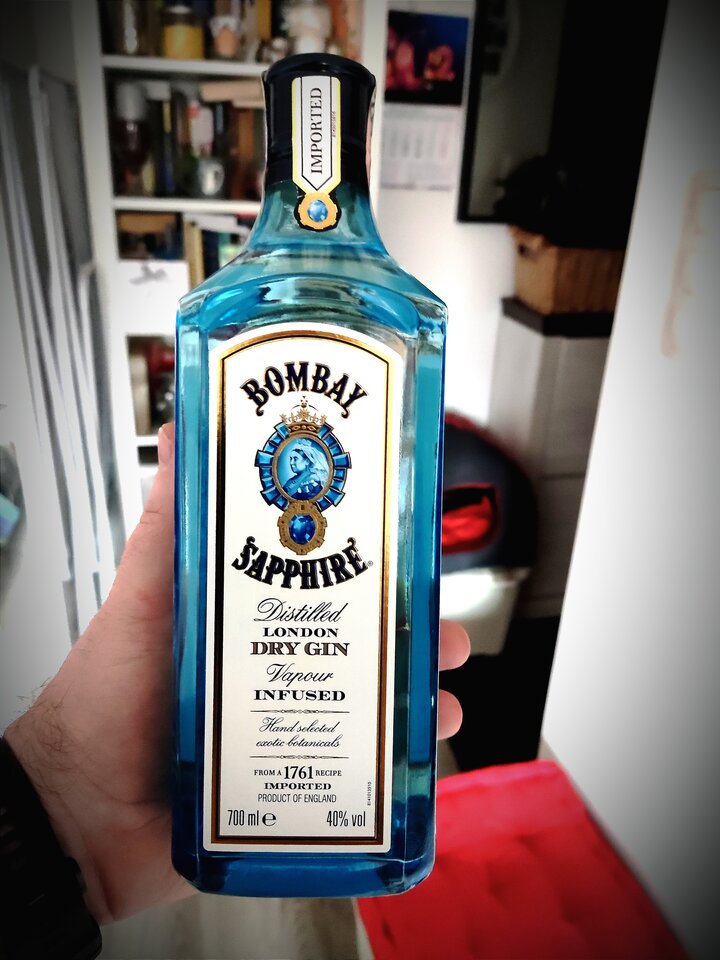 IMPORTED
BOMBAY
SAPPHIRE®
Distilled
LONDON
DRY GIN
Vapour
INFUSED
Hand selected
exotic botanicals
FROM A 1761 RECIPE
IMPORTED
PRODUCT OF ENGLAND
700 ml e 40% vol